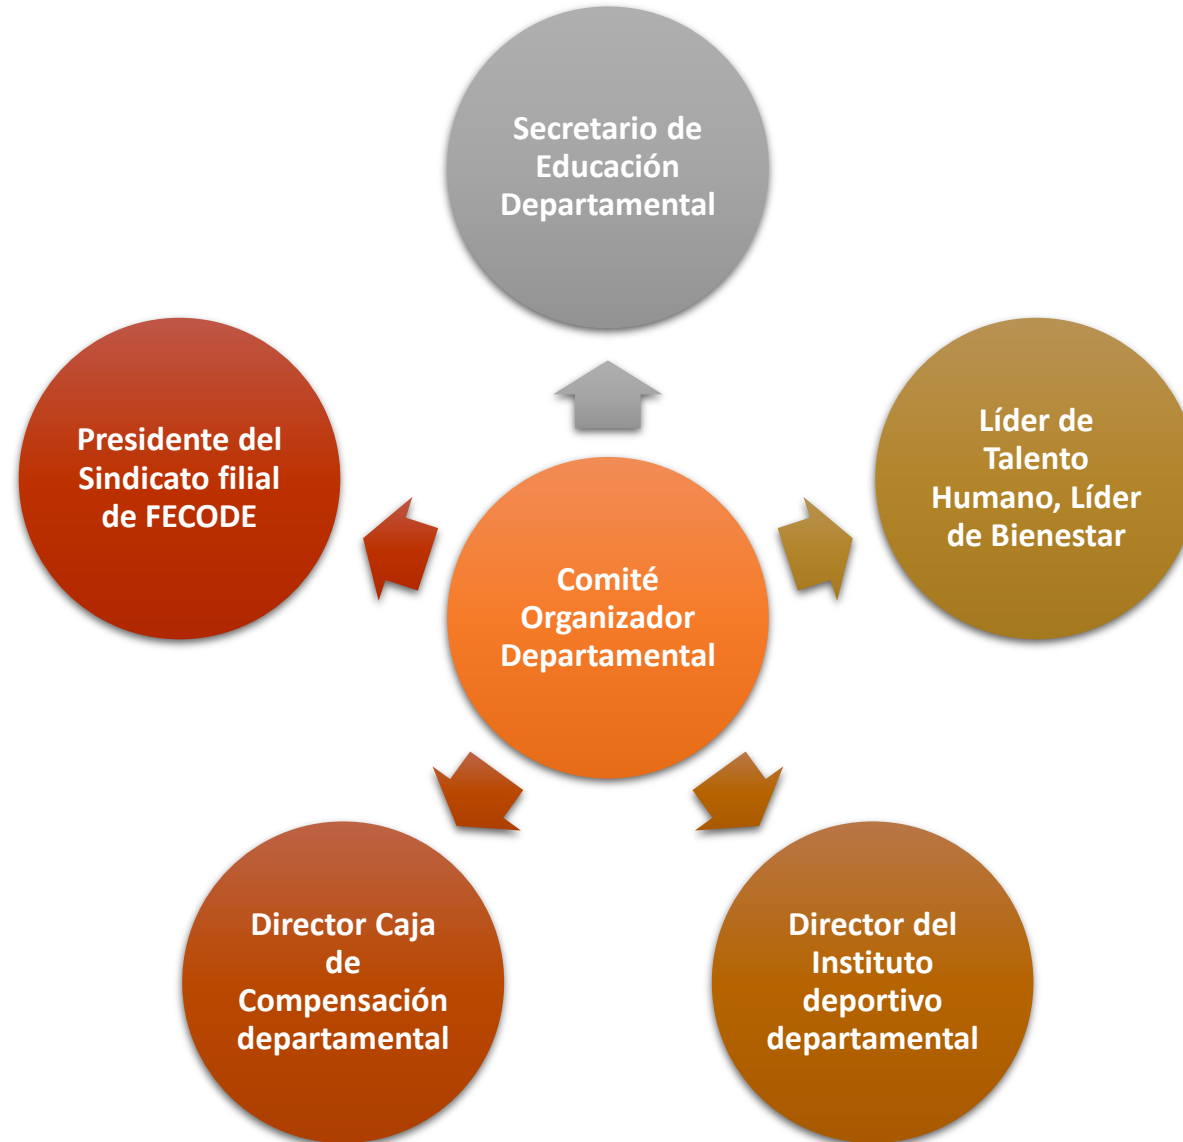 Secretario de
Educación
Departamental
Presidente del
Sindicato filial
de FECODE
Líder de
Talento
Humano, Líder
de Bienestar
Comité
Organizador
Departamental
Director Caja
de
Compensación
departamental
Director del
Instituto
deportivo
departamental